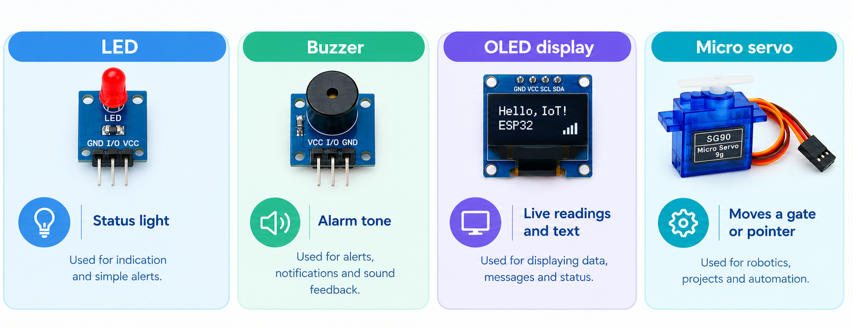 LED
LED
GND I/O VCC
Status light
Used for indication
and simple alerts.
Buzzer
VCC I/O GND
Alarm tone
Used for alerts,
notifications and sound
feedback.
OLED display
GND VCC SCL SDA
Hello, IoT!
ESP32
Live readings
and text
Used for displaying data,
messages and status.
Micro servo
SG90
Micro Servo
9g
Moves a gate
or pointer
Used for robotics,
projects and automation.